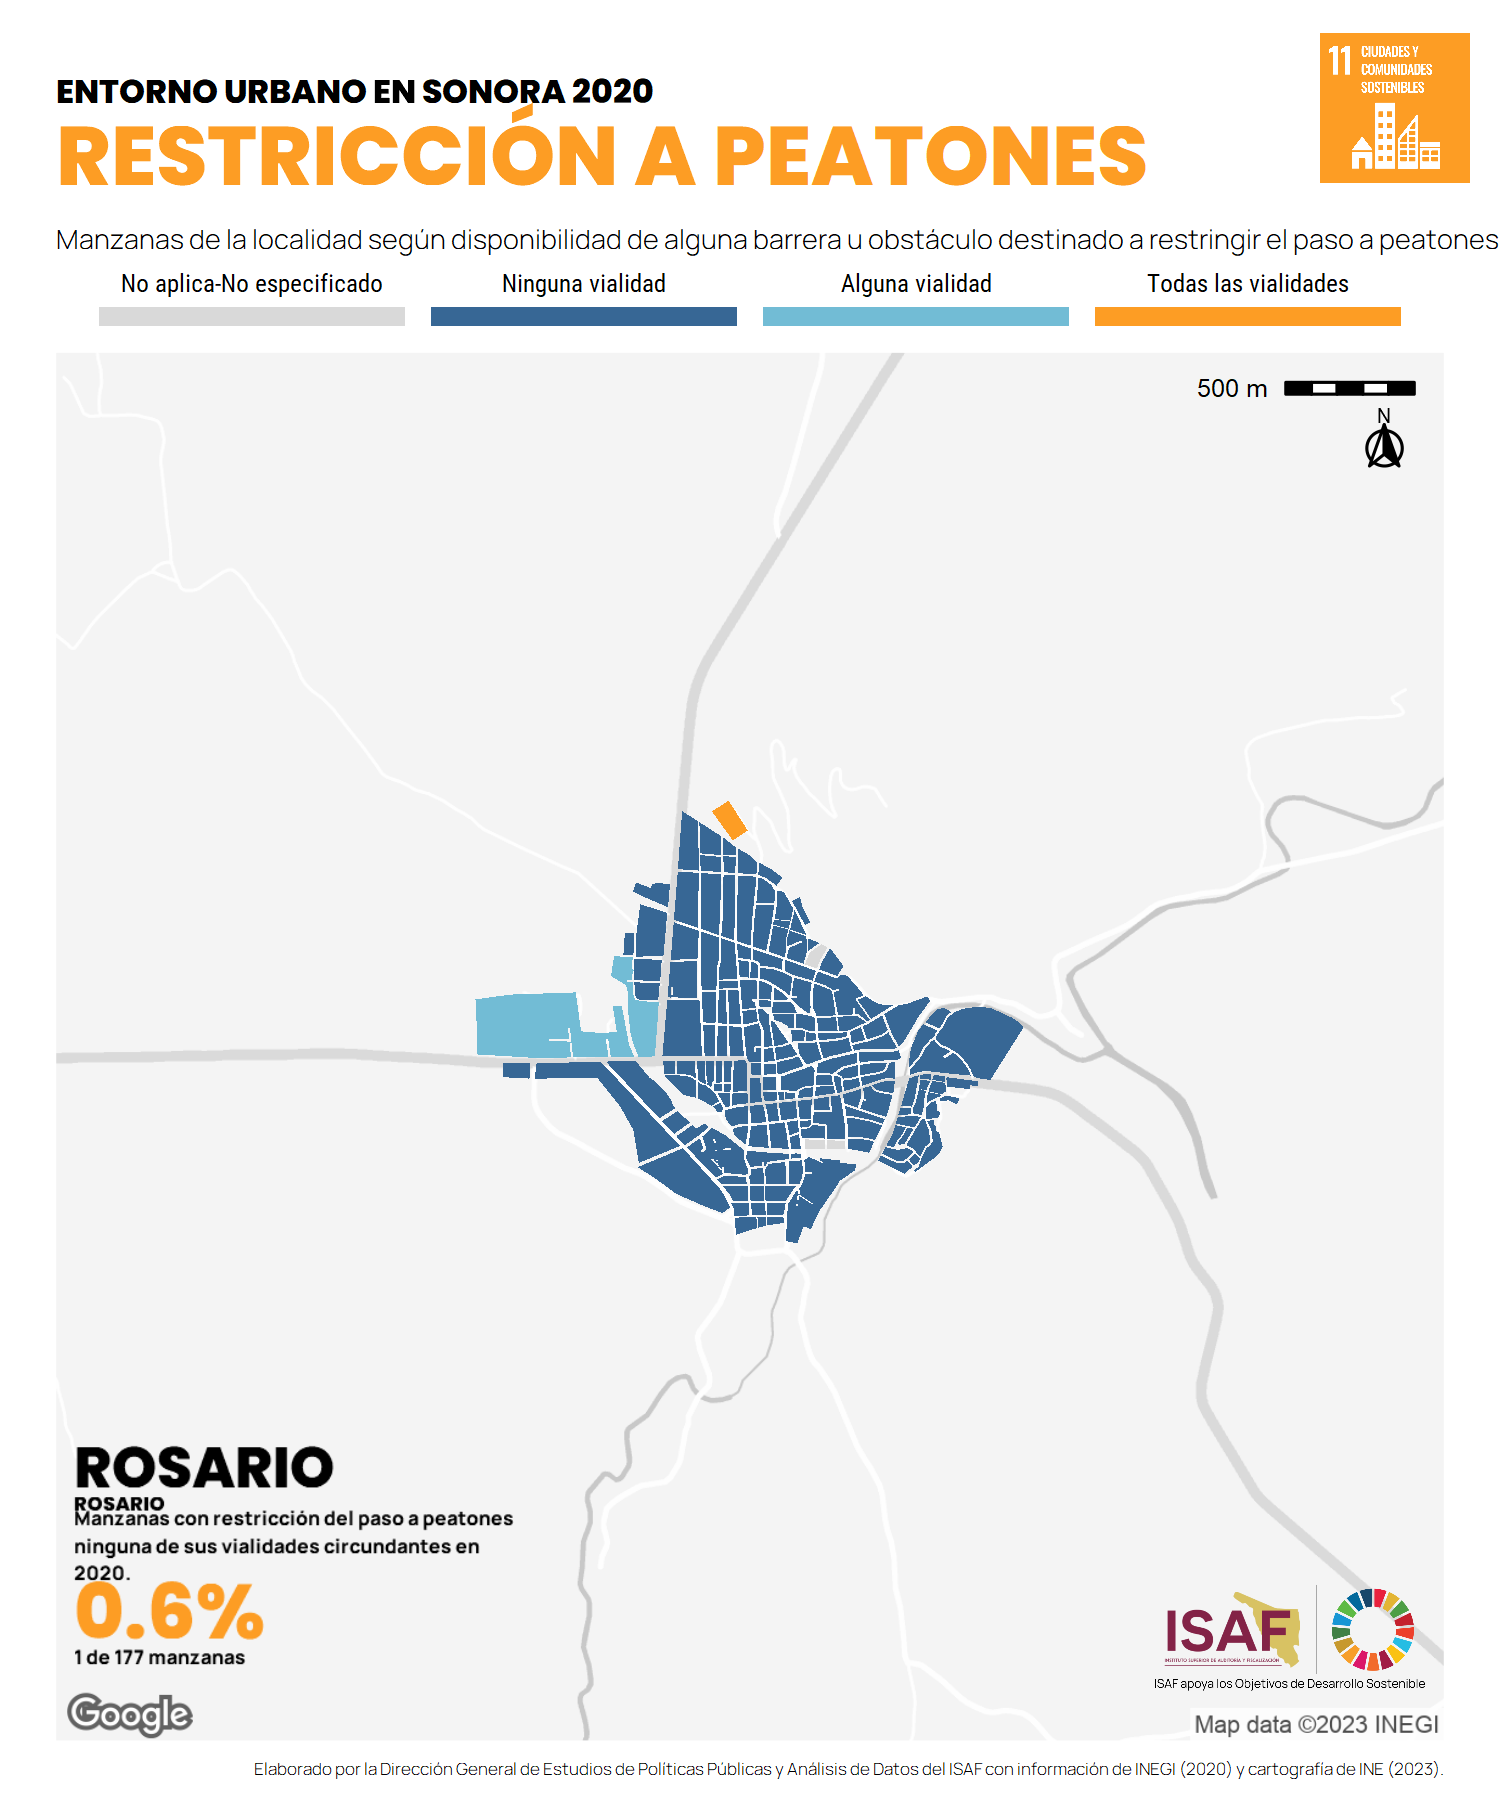 ENTORNO URBANO EN SONORA 2020
RESTRICCIÓN A PEATONES
11 CIUDADES Y
COMUNIDADES
SOSTENIBLES
Manzanas de la localidad según disponibilidad de alguna barrera u obstáculo destinado a restringir el paso a peatones
No aplica-No especificado
Ninguna vialidad
Alguna vialidad
Todas las vialidades
500 m
N
ROSARIO
ROSARIO
Manzanas con restricción del paso a peatones
ninguna de sus vialidades circundantes en
2020.
0.6%
1 de 177 manzanas
Google
ISAF
INSTITUTO SUPERIOR DE AUDITORÍA Y FISCALIZACIÓN
ISAF apoya los Objetivos de Desarrollo Sostenible
Map data ©2023 INEGI
Elaborado por la Dirección General de Estudios de Políticas Públicas y Análisis de Datos del ISAF con información de INEGI (2020) y cartografía de INE (2023).